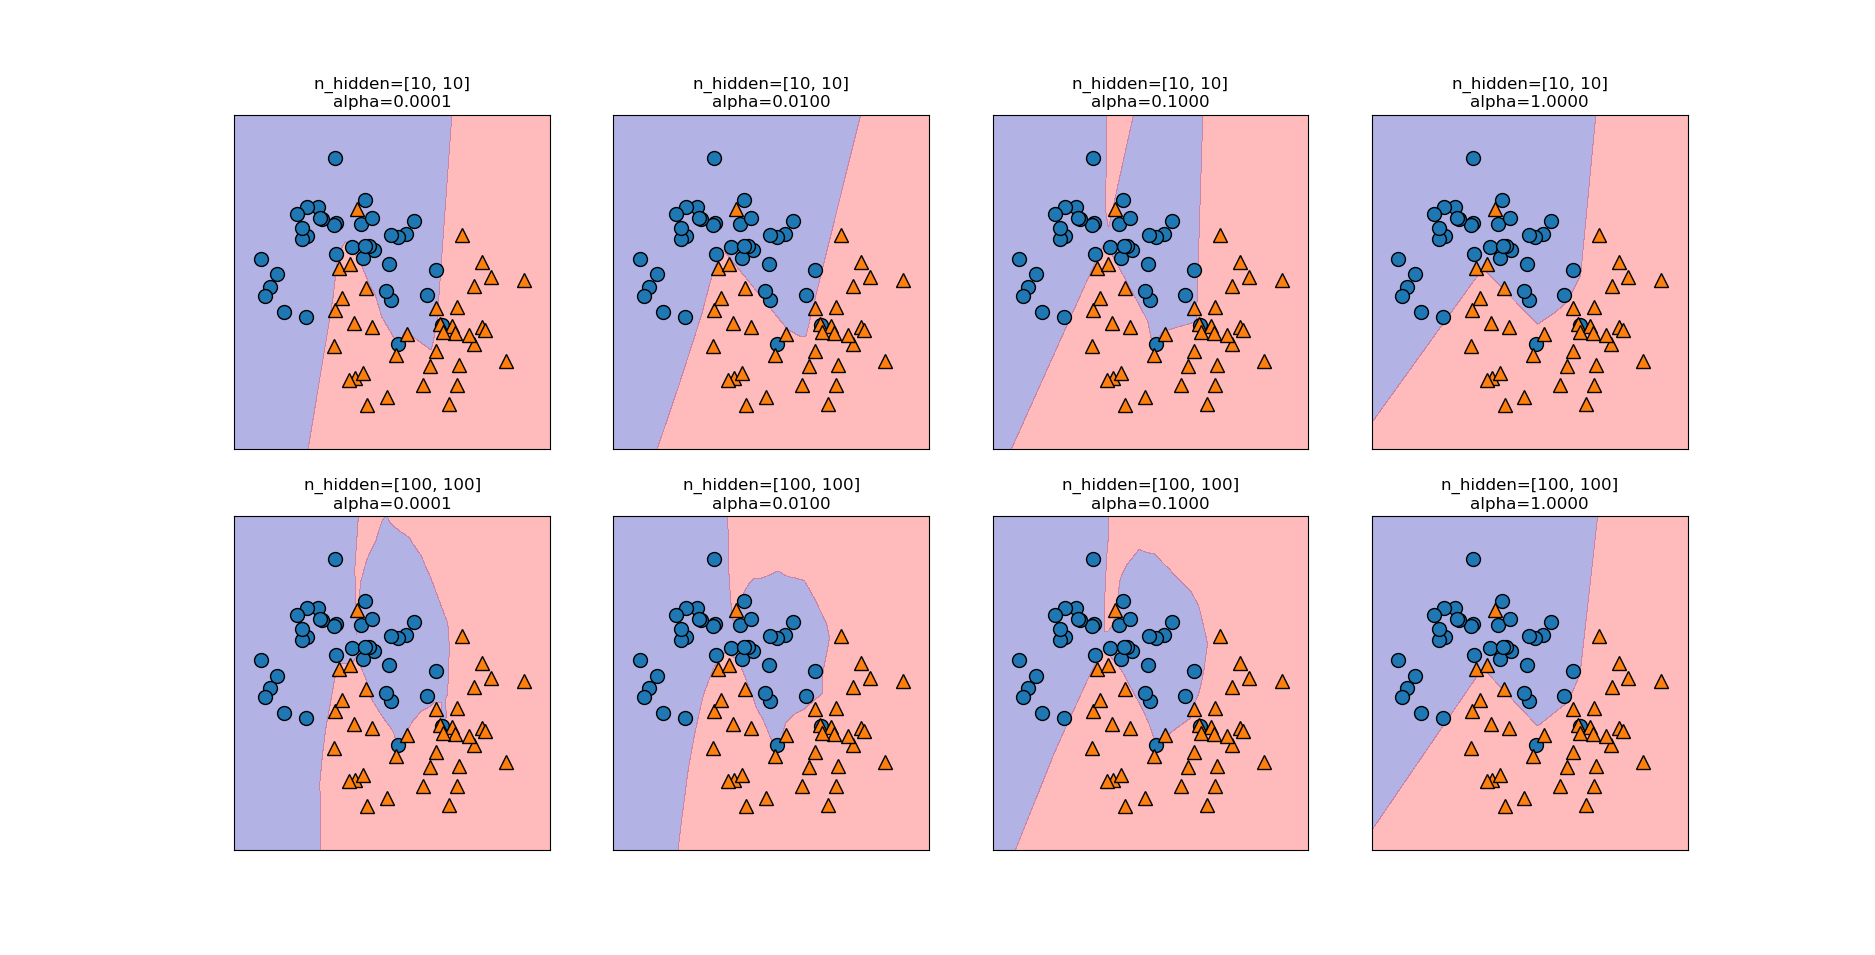 n_hidden=[10, 10]
alpha=0.0001
n_hidden=[10, 10]
alpha=0.0100
n_hidden=[10, 10]
alpha=0.1000
n_hidden=[10, 10]
alpha=1.0000
n_hidden=[100, 100]
alpha=0.0001
n_hidden=[100, 100]
alpha=0.0100
n_hidden=[100, 100]
alpha=0.1000
n_hidden=[100, 100]
alpha=1.0000